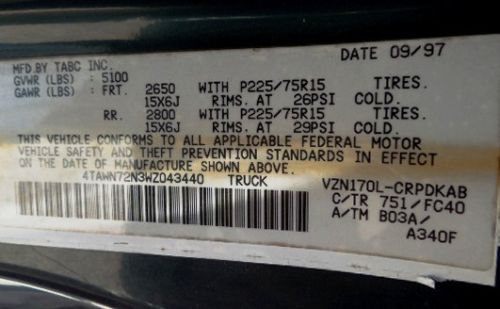 DATE 09/97
MFD.BY TABC INC.
GVWR (LBS) : 5100
GAWR (LBS) : FRT. 2650 WITH P225/75R15 TIRES.
15X6J RIMS. AT 26PSI COLD.
RR. 2800 WITH P225/75R15 TIRES.
15X6J RIMS. AT 29PSI COLD.
THIS VEHICLE CONFORMS TO ALL APPLICABLE FEDERAL MOTOR
VEHICLE SAFETY AND THEFT PREVENTION STANDARDS IN EFFECT
ON THE DATE OF MANUFACTURE SHOWN ABOVE.
4TAWN72N3WZ043440 TRUCK VZN170L-CRPDKAB
C/TR 751/FC40
A/TM B03A/
A340F